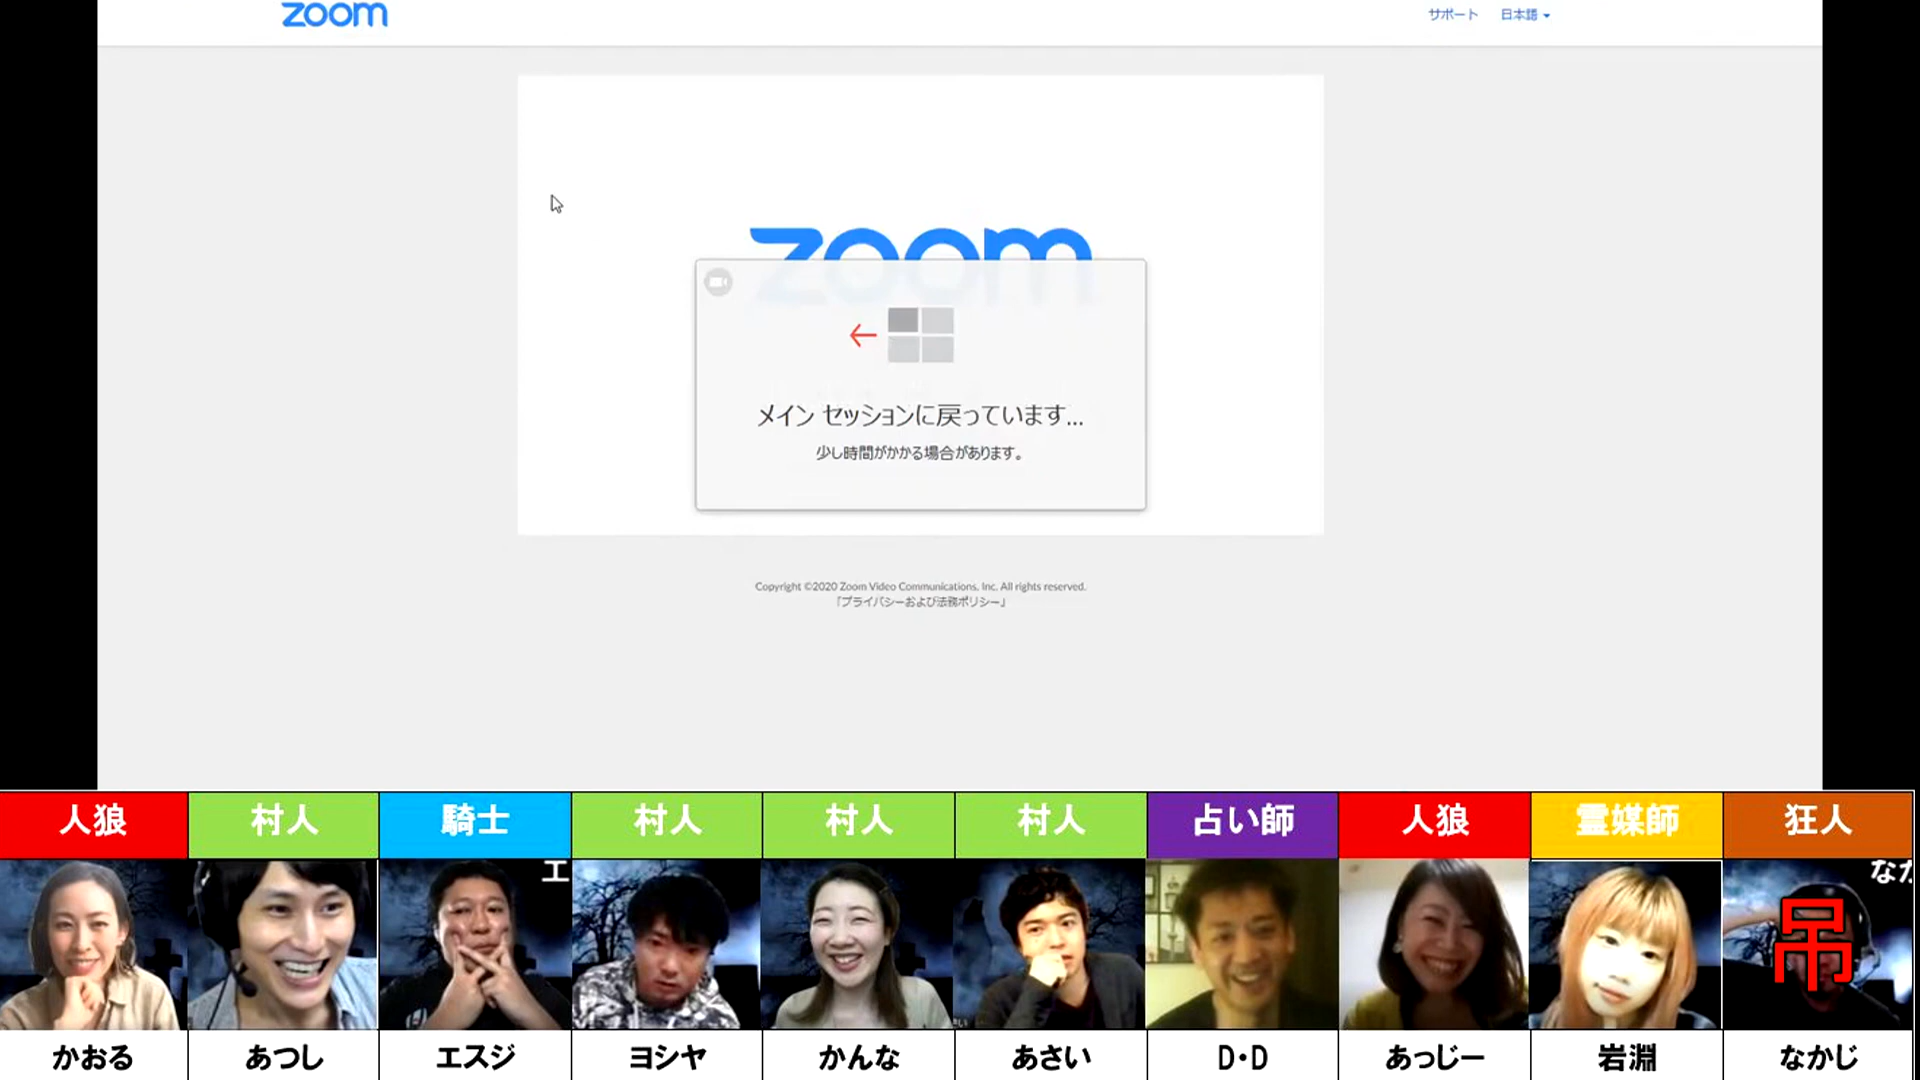 zoom
サポート 日本語
zoom
メイン セッションに戻っています...
少し時間がかかる場合があります。
Copyright ©2020 Zoom Video Communications, Inc. All rights reserved.
「プライバシーおよび法務ポリシー」
人狼 村人 騎士 村人 村人 村人 占い師 人狼 霊媒師 狂人
エ
なか
吊
かおる あつし エスジ ヨシヤ かんな あさい D・D あっじー 岩淵 なかじ